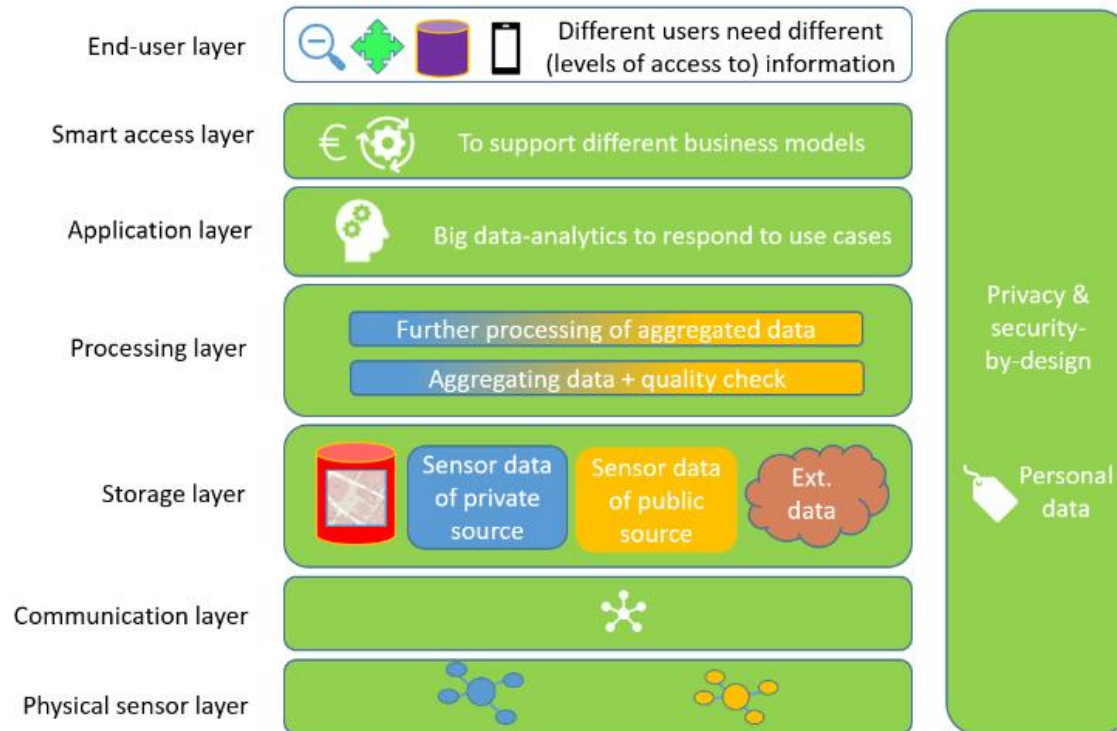 End-user layer
Different users need different
(levels of access to) information
Smart access layer
€
To support different business models
Application layer
Big data-analytics to respond to use cases
Processing layer
Further processing of aggregated data
Aggregating data + quality check
Storage layer
Sensor data
of private
source
Sensor data
of public
source
Ext.
data
Communication layer
Physical sensor layer
Privacy &
security-
by-design
Personal
data